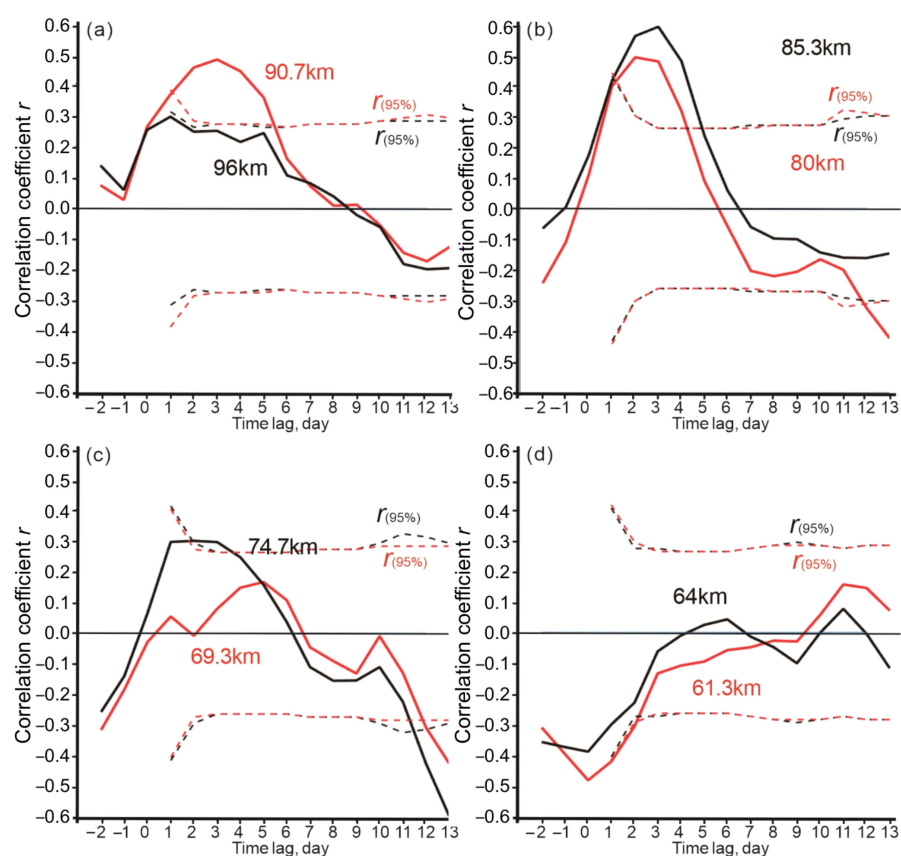 (a)
0.6
0.5
0.4
0.3
0.2
0.1
0.0
−0.1
−0.2
−0.3
−0.4
−0.5
−0.6
Correlation coefficient r
90.7km
r(95%)
r(95%)
96km
−2 −1 0 1 2 3 4 5 6 7 8 9 10 11 12 13
Time lag, day
(b)
0.6
0.5
0.4
0.3
0.2
0.1
0.0
−0.1
−0.2
−0.3
−0.4
−0.5
−0.6
Correlation coefficient r
85.3km
r(95%)
r(95%)
80km
−2 −1 0 1 2 3 4 5 6 7 8 9 10 11 12 13
Time lag, day
(c)
0.6
0.5
0.4
0.3
0.2
0.1
0.0
−0.1
−0.2
−0.3
−0.4
−0.5
−0.6
Correlation coefficient r
r(95%)
74.7km
r(95%)
69.3km
−2 −1 0 1 2 3 4 5 6 7 8 9 10 11 12 13
Time lag, day
(d)
0.6
0.5
0.4
0.3
0.2
0.1
0.0
−0.1
−0.2
−0.3
−0.4
−0.5
−0.6
Correlation coefficient r
r(95%)
r(95%)
64km
61.3km
−2 −1 0 1 2 3 4 5 6 7 8 9 10 11 12 13
Time lag, day